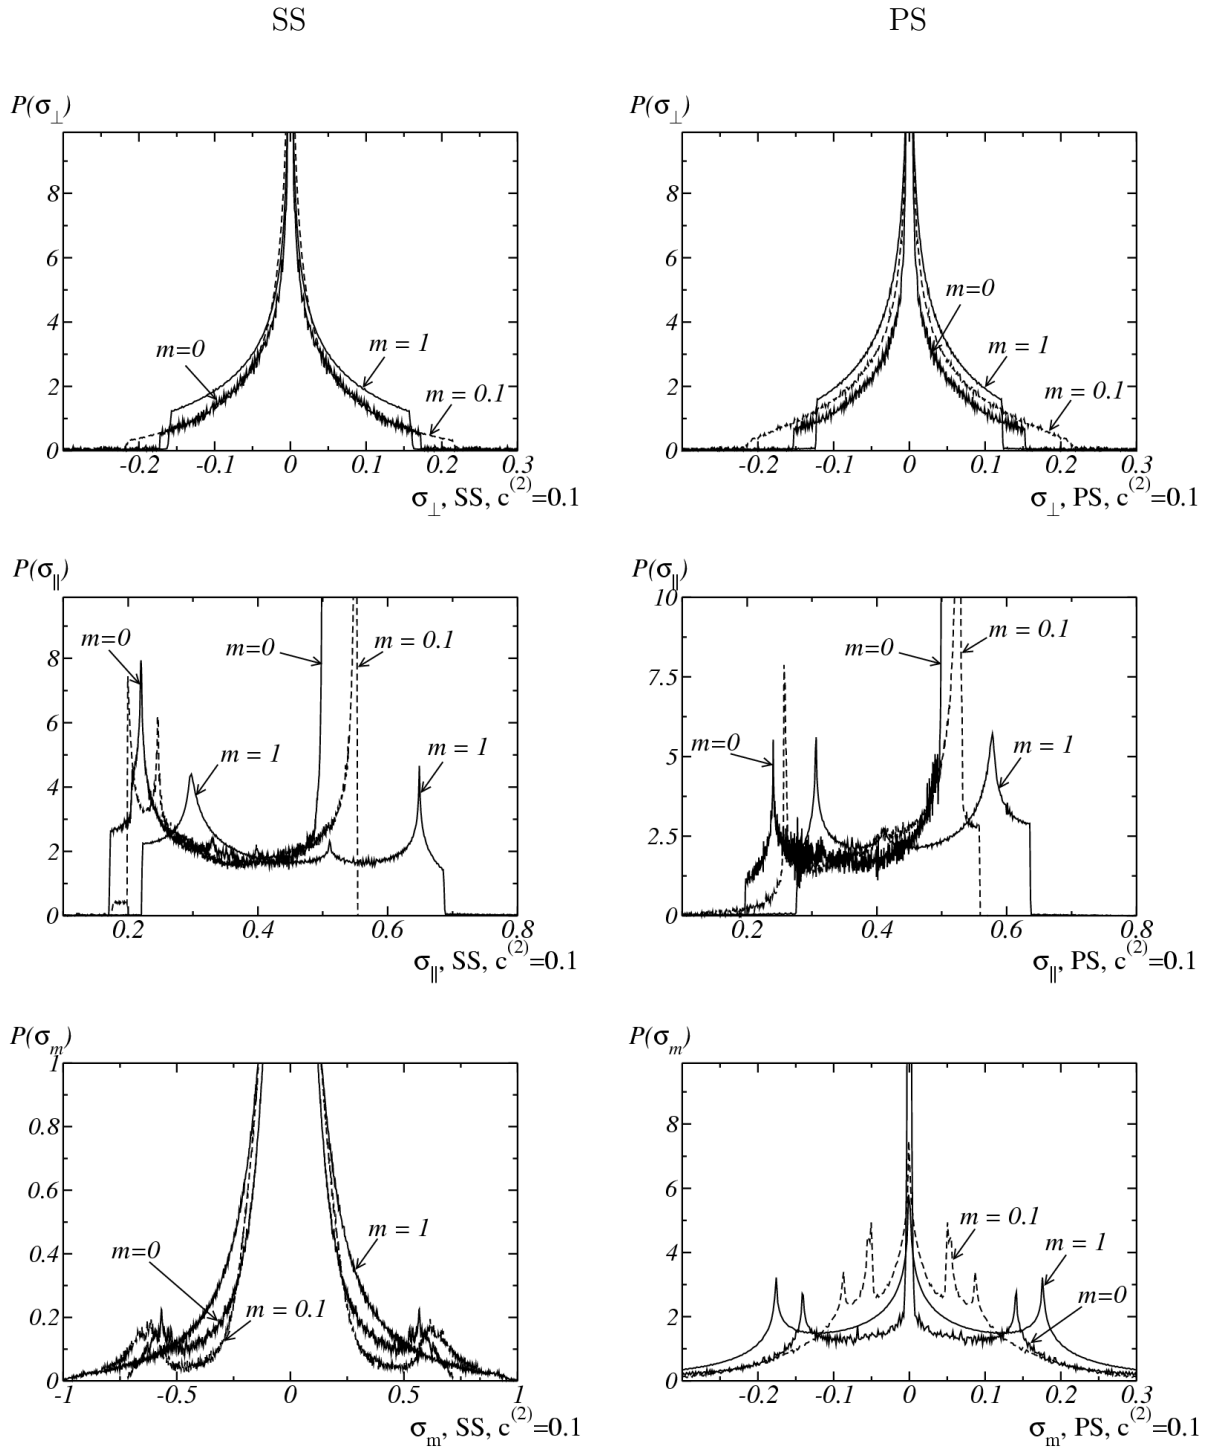 SS
PS
P(σ⊥)
8
6
4
2
0
m=0
m = 1
m = 0.1
-0.2 -0.1 0 0.1 0.2 0.3
σ⊥, SS, c(2)=0.1
P(σ⊥)
8
6
4
2
0
m=0
m = 1
m = 0.1
-0.2 -0.1 0 0.1 0.2 0.3
σ⊥, PS, c(2)=0.1
P(σ||)
8
6
4
2
0
m=0
m=0
m = 0.1
m = 1
m = 1
0.2 0.4 0.6 0.8
σ||, SS, c(2)=0.1
P(σ||)
10
7.5
5
2.5
0
m = 0.1
m=0
m=0
m = 1
0.2 0.4 0.6 0.8
σ||, PS, c(2)=0.1
P(σm)
1
0.8
0.6
0.4
0.2
0
m=0
m = 1
m = 0.1
-1 -0.5 0 0.5 1
σm, SS, c(2)=0.1
P(σm)
8
6
4
2
0
m = 0.1
m = 1
m=0
-0.2 -0.1 0 0.1 0.2 0.3
σm, PS, c(2)=0.1